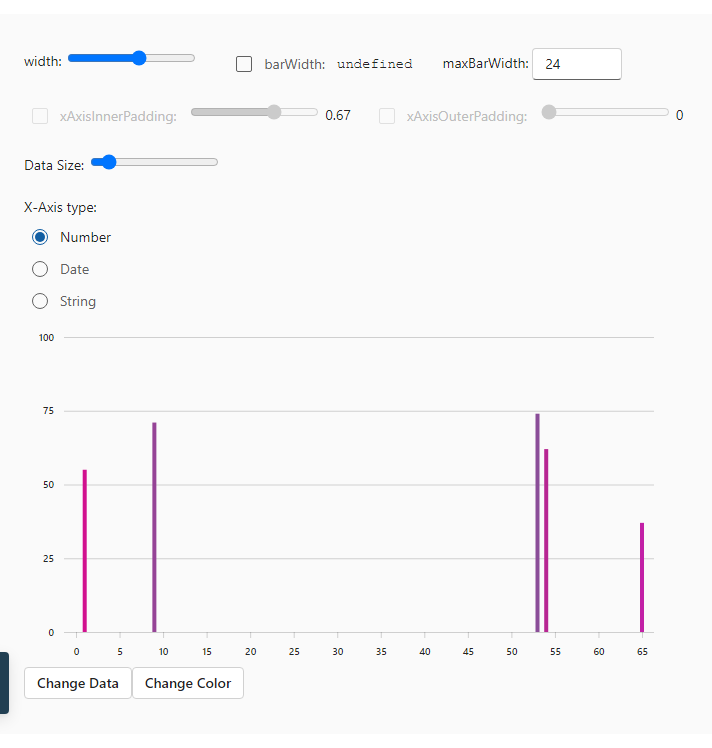 width: barWidth: undefined maxBarWidth: 24
xAxisInnerPadding: 0.67 xAxisOuterPadding: 0
Data Size:
X-Axis type:
Number
Date
String
100
75
50
25
0
0 5 10 15 20 25 30 35 40 45 50 55 60 65
Change Data Change Color